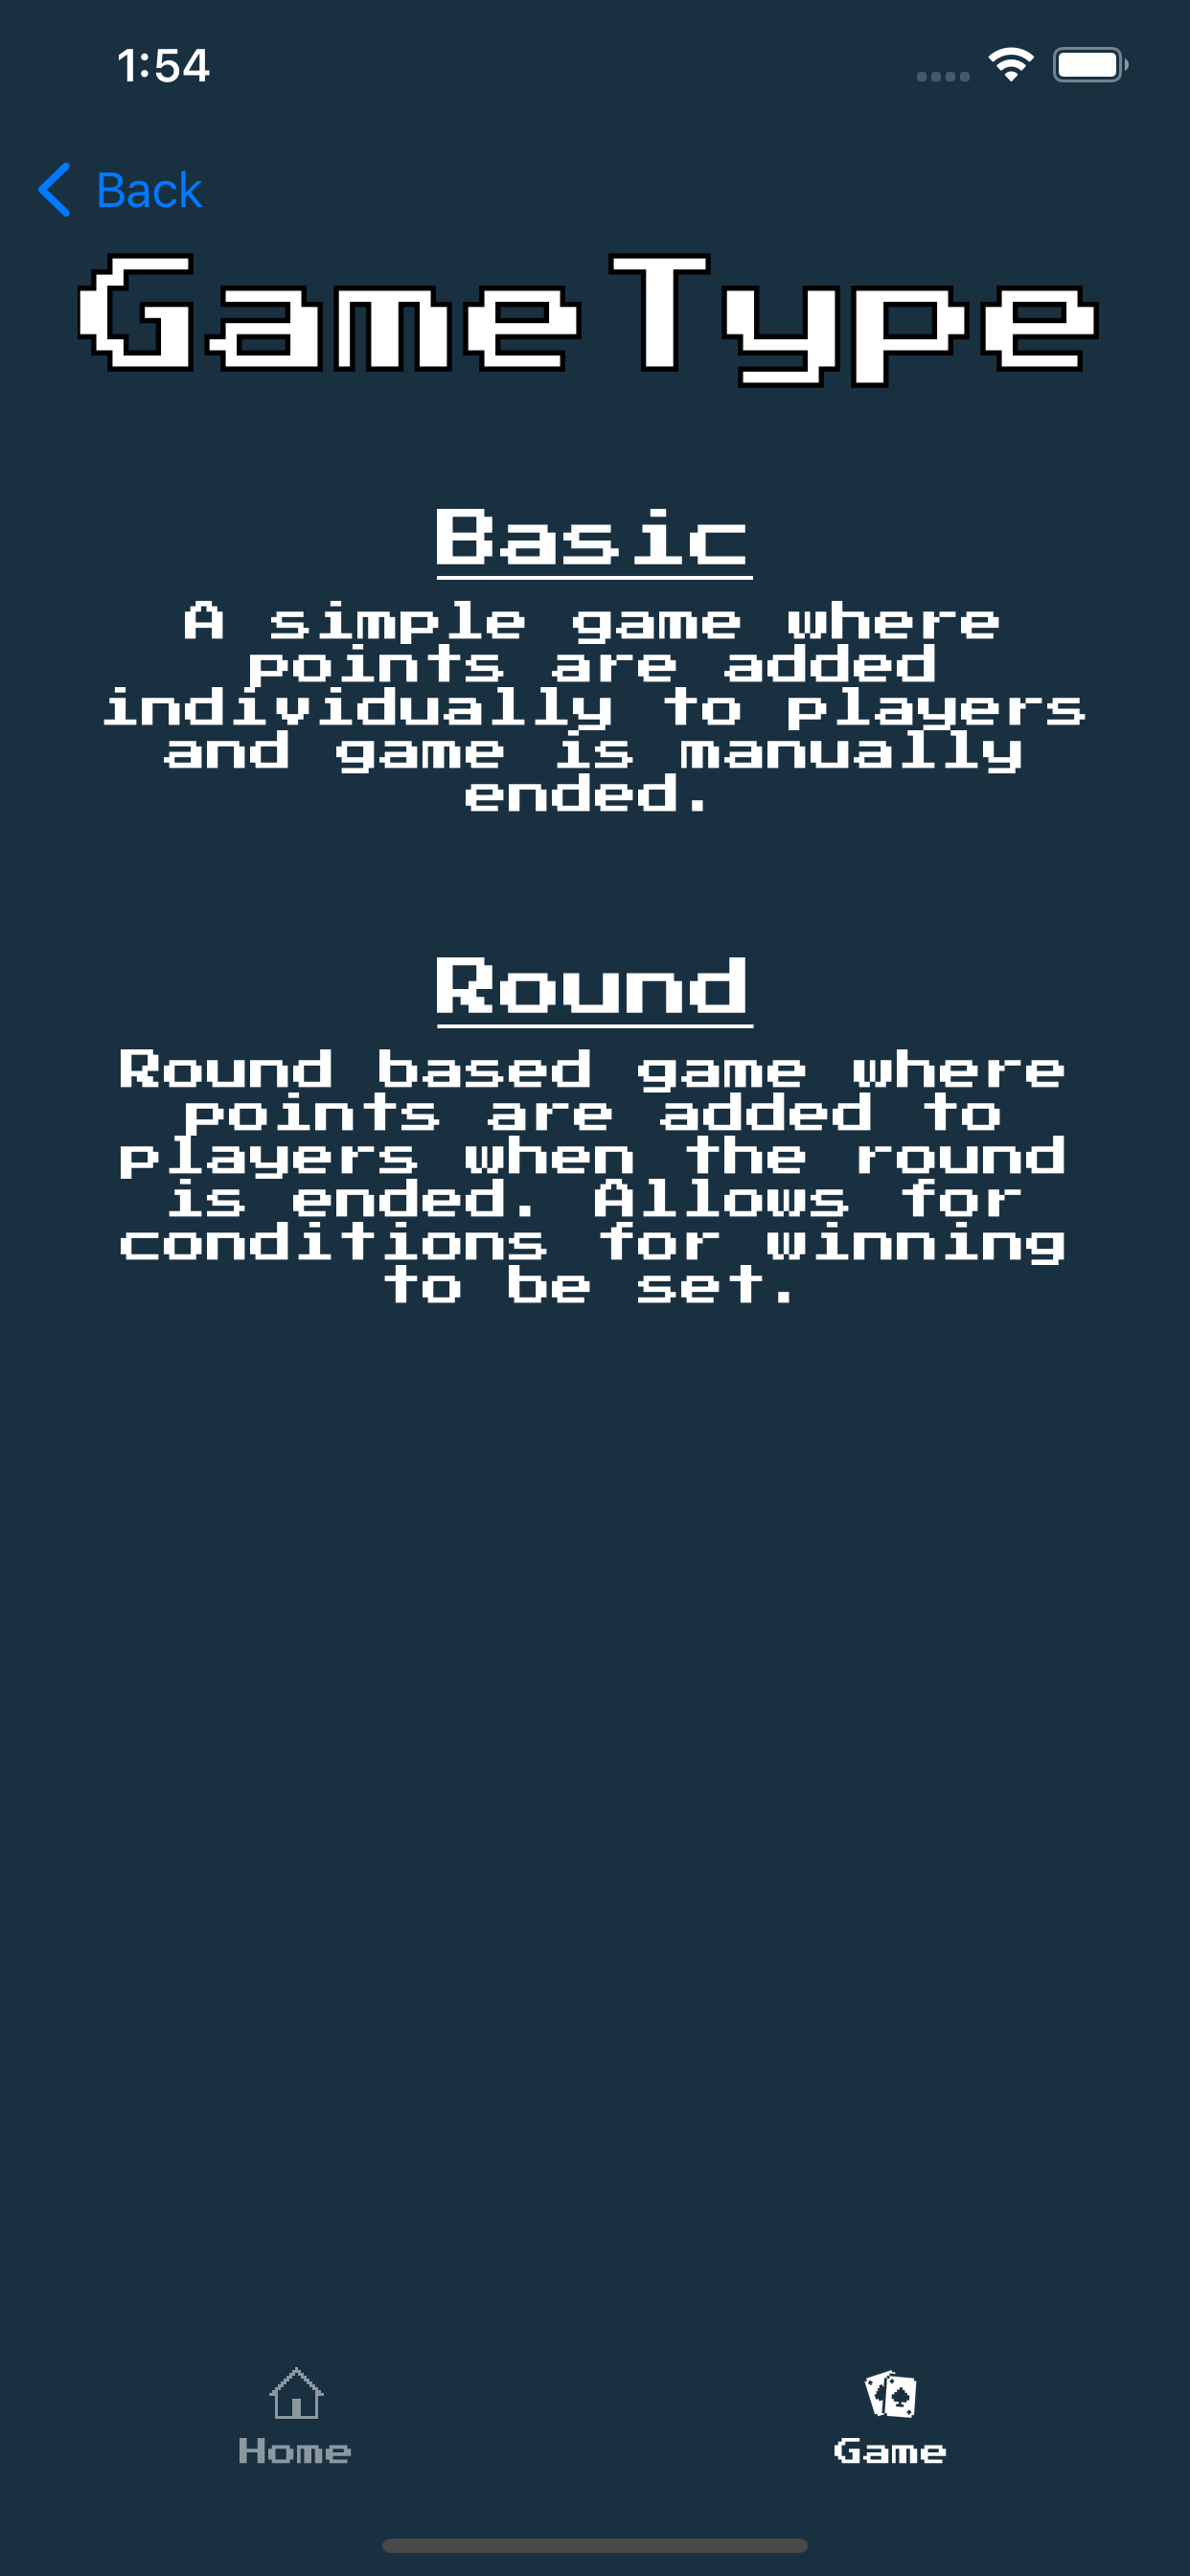 1:54
Back
Game Type
Basic
A simple game where
points are added
individually to players
and game is manually
ended.
Round
Round based game where
points are added to
players when the round
is ended. Allows for
conditions for winning
to be set.
Home
Game